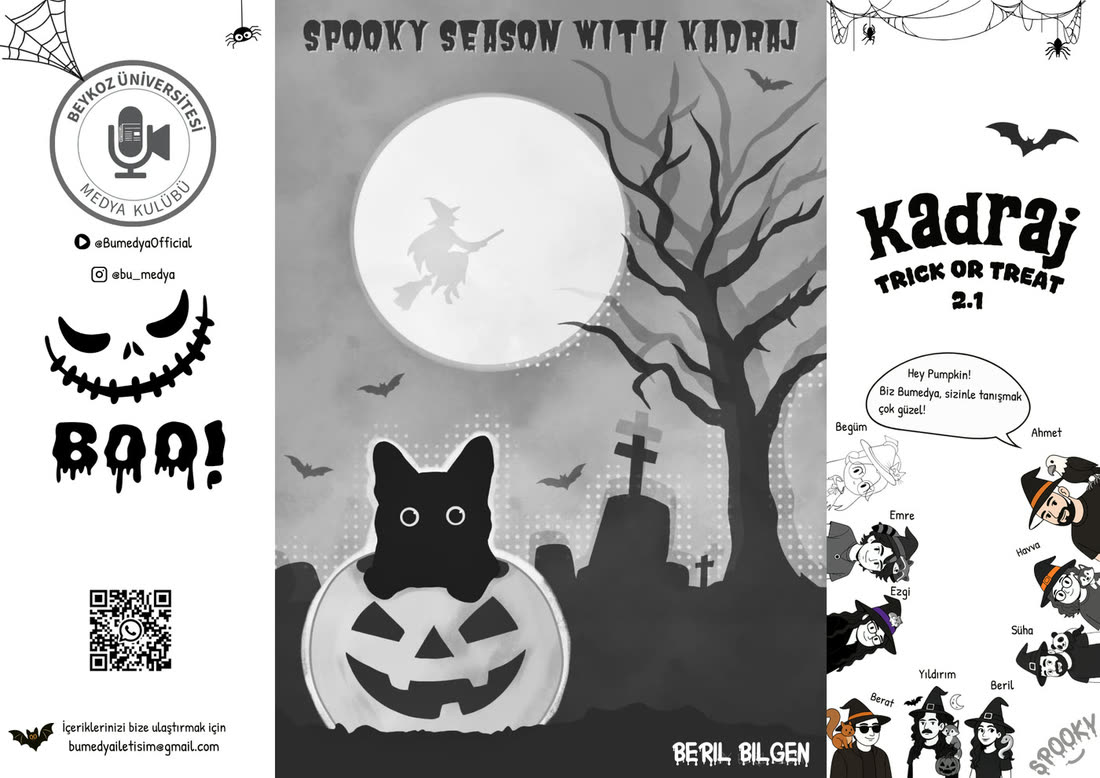 BEYKOZ ÜNİVERSİTESİ
MEDYA KULÜBÜ
@BumedyaOfficial
@bu_medya
BOO!
İçeriklerinizi bize ulaştırmak için
bumedyailetisim@gmail.com
SPOOKY SEASON WITH KADRAJ
BERIL BILGEN
Kadraj
TRICK OR TREAT
2.1
Hey Pumpkin!
Biz Bumedya, sizinle tanışmak
çok güzel!
Begüm
Ahmet
Emre
Havva
Ezgi
Süha
Yıldırım
Berat
Beril
SPOOKY